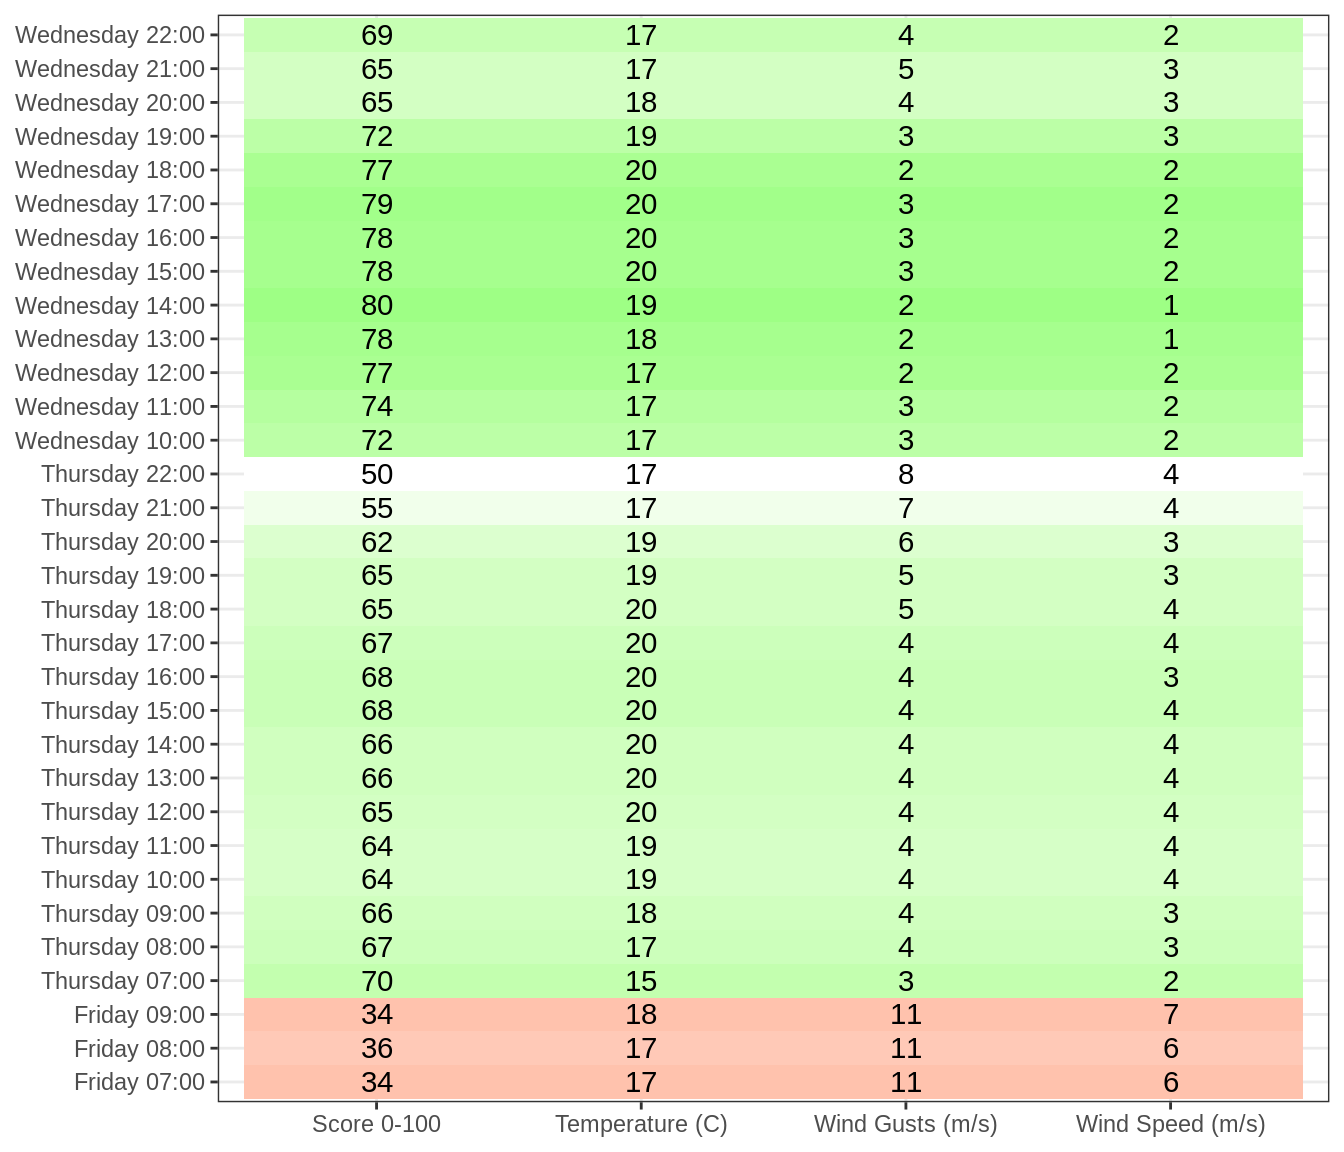 Wednesday 22:00 69 17 4 2
Wednesday 21:00 65 17 5 3
Wednesday 20:00 65 18 4 3
Wednesday 19:00 72 19 3 3
Wednesday 18:00 77 20 2 2
Wednesday 17:00 79 20 3 2
Wednesday 16:00 78 20 3 2
Wednesday 15:00 78 20 3 2
Wednesday 14:00 80 19 2 1
Wednesday 13:00 78 18 2 1
Wednesday 12:00 77 17 2 2
Wednesday 11:00 74 17 3 2
Wednesday 10:00 72 17 3 2
Thursday 22:00 50 17 8 4
Thursday 21:00 55 17 7 4
Thursday 20:00 62 19 6 3
Thursday 19:00 65 19 5 3
Thursday 18:00 65 20 5 4
Thursday 17:00 67 20 4 4
Thursday 16:00 68 20 4 3
Thursday 15:00 68 20 4 4
Thursday 14:00 66 20 4 4
Thursday 13:00 66 20 4 4
Thursday 12:00 65 20 4 4
Thursday 11:00 64 19 4 4
Thursday 10:00 64 19 4 4
Thursday 09:00 66 18 4 3
Thursday 08:00 67 17 4 3
Thursday 07:00 70 15 3 2
Friday 09:00 34 18 11 7
Friday 08:00 36 17 11 6
Friday 07:00 34 17 11 6
Score 0-100 Temperature (C) Wind Gusts (m/s) Wind Speed (m/s)